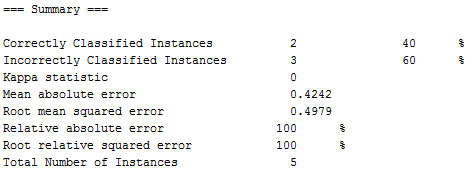 === Summary ===
Correctly Classified Instances 2 40 %
Incorrectly Classified Instances 3 60 %
Kappa statistic 0
Mean absolute error 0.4242
Root mean squared error 0.4979
Relative absolute error 100 %
Root relative squared error 100 %
Total Number of Instances 5